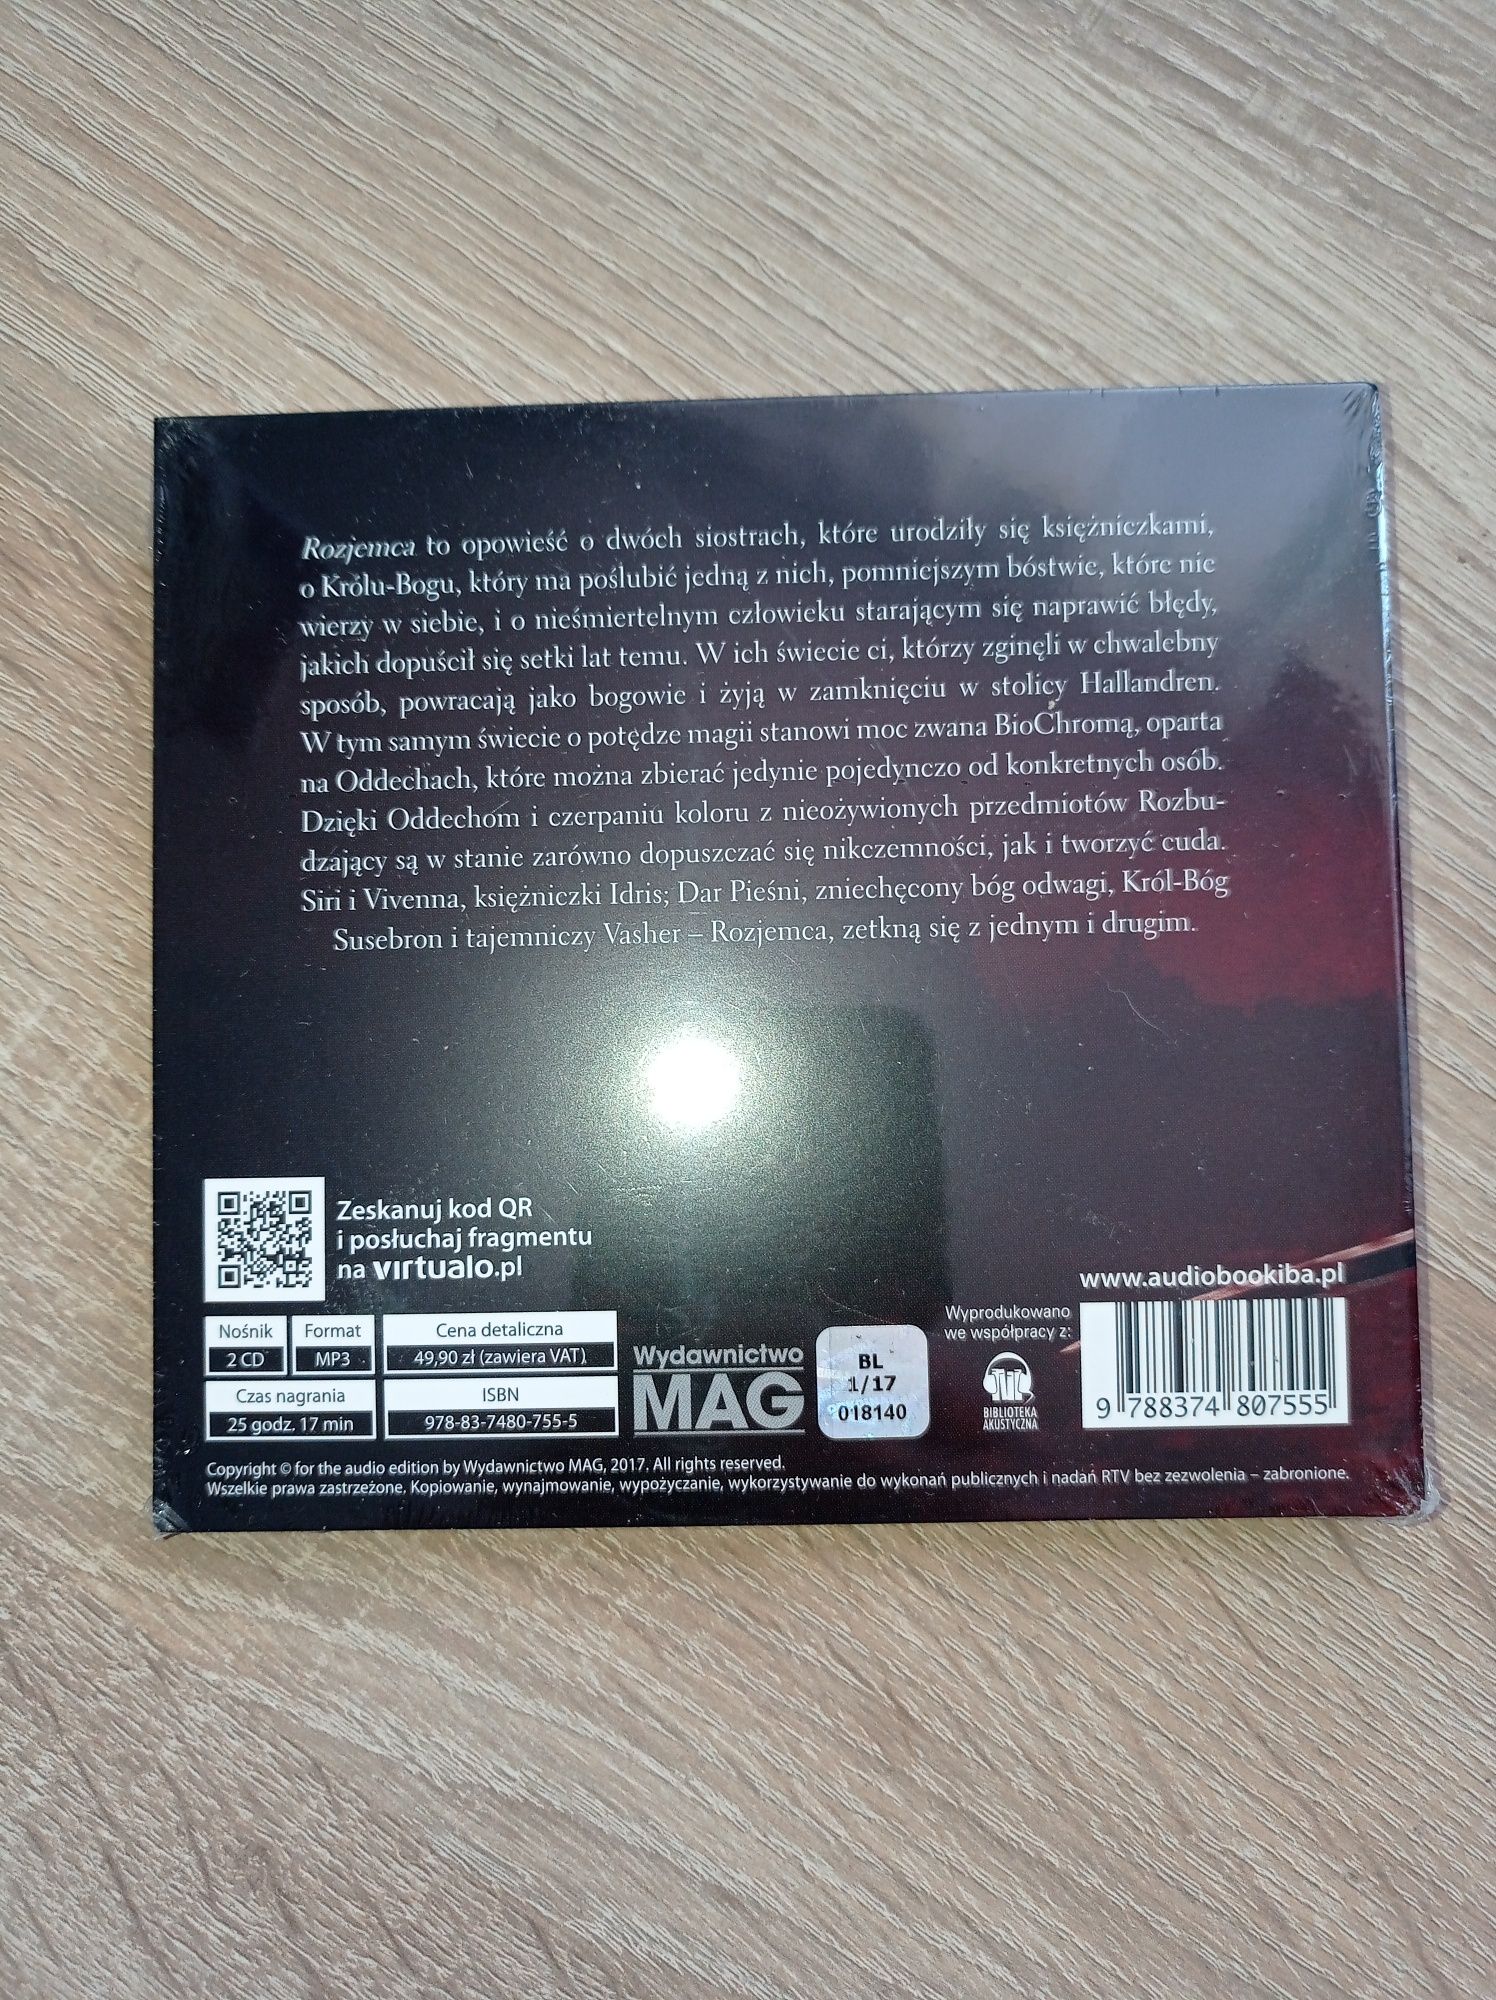 Rozjemca to opowieść o dwóch siostrach, które urodziły się księżniczkami,
o Królu-Bogu, który ma poślubić jedną z nich, pomniejszym bóstwie, które nie
wierzy w siebie, i o nieśmiertelnym człowieku starającym się naprawić błędy,
jakich dopuścił się setki lat temu. W ich świecie ci, którzy zginęli w chwalebny
sposób, powracają jako bogowie i żyją w zamknięciu w stolicy Hallandren.
W tym samym świecie o potędze magii stanowi moc zwana BioChromą, oparta
na Oddechach, które można zbierać jedynie pojedynczo od konkretnych osób.
Dzięki Oddechom i czerpaniu koloru z nieożywionych przedmiotów Rozbu-
dzający są w stanie zarówno dopuszczać się nikczemności, jak i tworzyć cuda.
Siri i Vivenna, księżniczki Idris; Dar Pieśni, zniechęcony bóg odwagi, Król-Bóg
Susebron i tajemniczy Vasher – Rozjemca, zetkną się z jednym i drugim.
Zeskanuj kod QR
i posłuchaj fragmentu
na virtualo.pl
www.audiobookiba.pl
Nośnik
2 CD
Format
MP3
Cena detaliczna
49,90 zł (zawiera VAT)
Czas nagrania
25 godz. 17 min
ISBN
978-83-7480-755-5
Wydawnictwo
MAG
BL
1/17
018140
Wyprodukowano
we współpracy z:
BIBLIOTEKA
AKUSTYCZNA
9 788374 807555
Copyright © for the audio edition by Wydawnictwo MAG, 2017. All rights reserved.
Wszelkie prawa zastrzeżone. Kopiowanie, wynajmowanie, wypożyczanie, wykorzystywanie do wykonań publicznych i nadań RTV bez zezwolenia – zabronione.